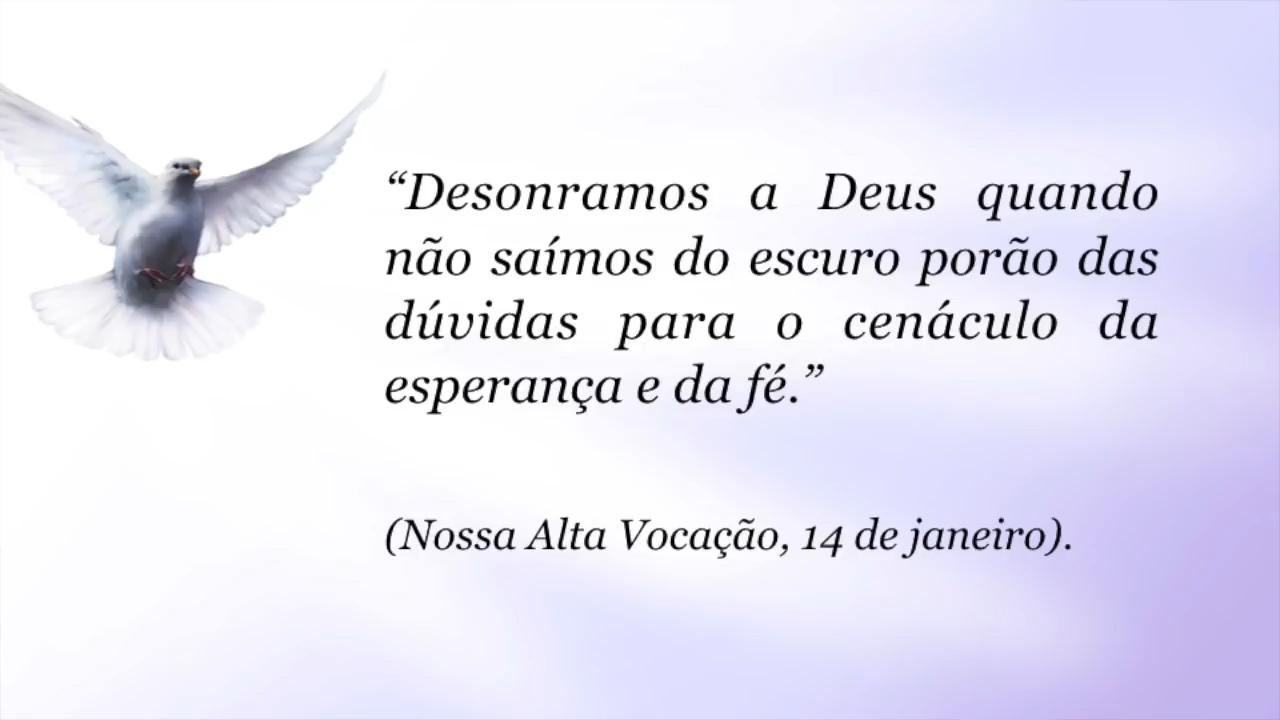 “Desonramos a Deus quando
não saímos do escuro porão das
dúvidas para o cenáculo da
esperança e da fé.”
(Nossa Alta Vocação, 14 de janeiro).